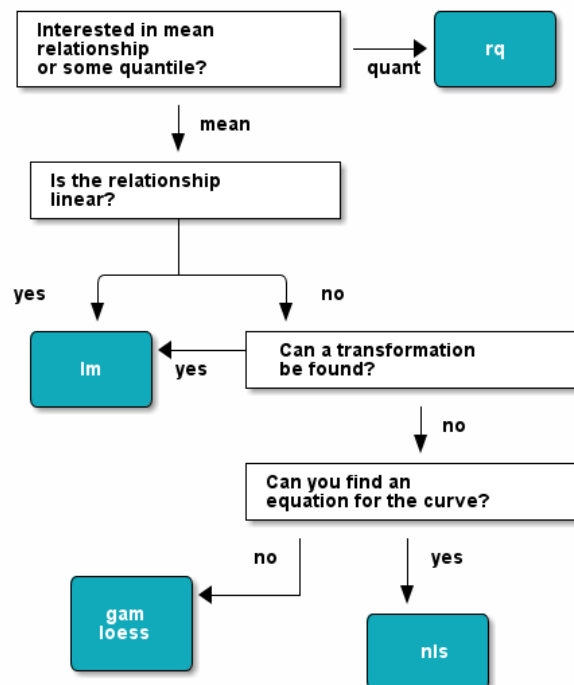 Interested in mean
relationship
or some quantile?
quant
rq
mean
Is the relationship
linear?
yes
no
lm
yes
Can a transformation
be found?
no
Can you find an
equation for the curve?
no
yes
gam
loess
nls